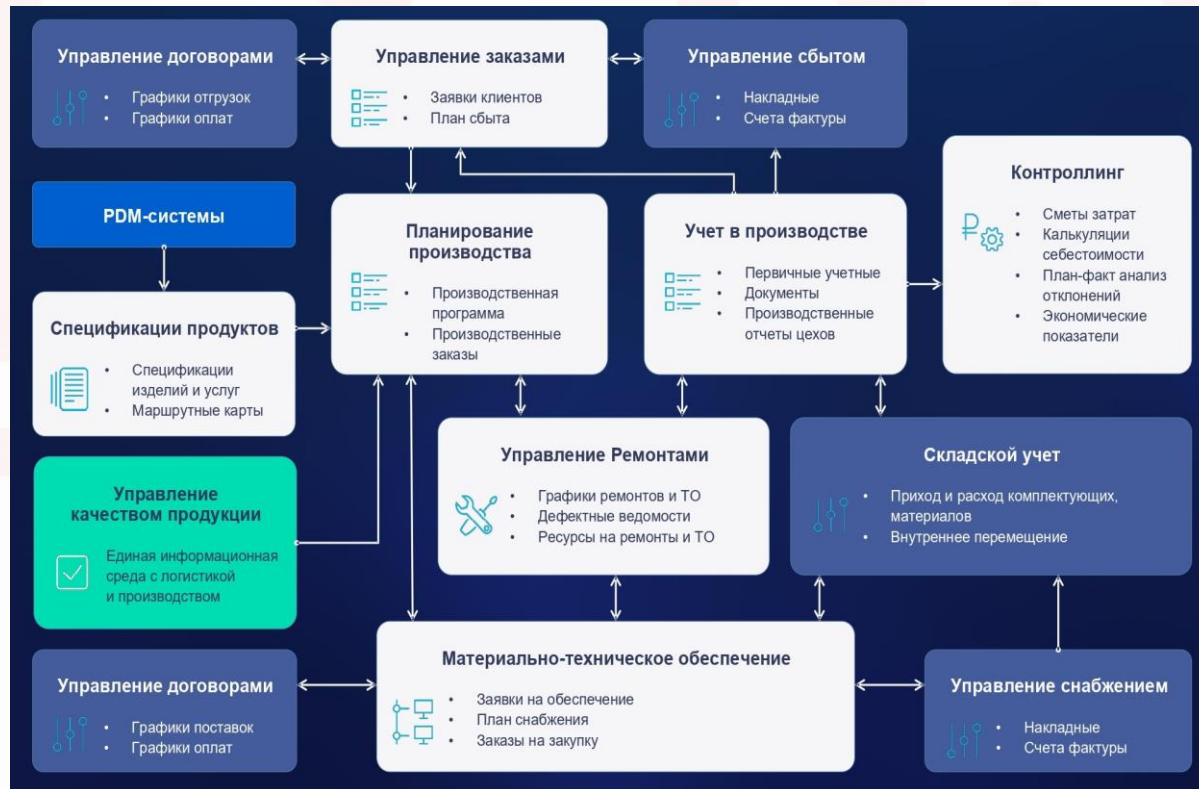 Управление договорами
• Графики отгрузок
• Графики оплат
Управление заказами
• Заявки клиентов
• План сбыта
Управление сбытом
• Накладные
• Счета фактуры
Контроллинг
• Сметы затрат
• Калькуляции
себестоимости
• План-факт анализ
отклонений
• Экономические
показатели
PDM-системы
Планирование
производства
• Производственная
программа
• Производственные
заказы
Учет в производстве
• Первичные учетные
• Документы
• Производственные
отчеты цехов
Спецификации продуктов
• Спецификации
изделий и услуг
• Маршрутные карты
Управление Ремонтами
• Графики ремонтов и ТО
• Дефектные ведомости
• Ресурсы на ремонты и ТО
Складской учет
• Приход и расход комплектующих,
материалов
• Внутреннее перемещение
Управление
качеством продукции
Единая информационная
среда с логистикой
и производством
Управление договорами
• Графики поставок
• Графики оплат
Материально-техническое обеспечение
• Заявки на обеспечение
• План снабжения
• Заказы на закупку
Управление снабжением
• Накладные
• Счета фактуры